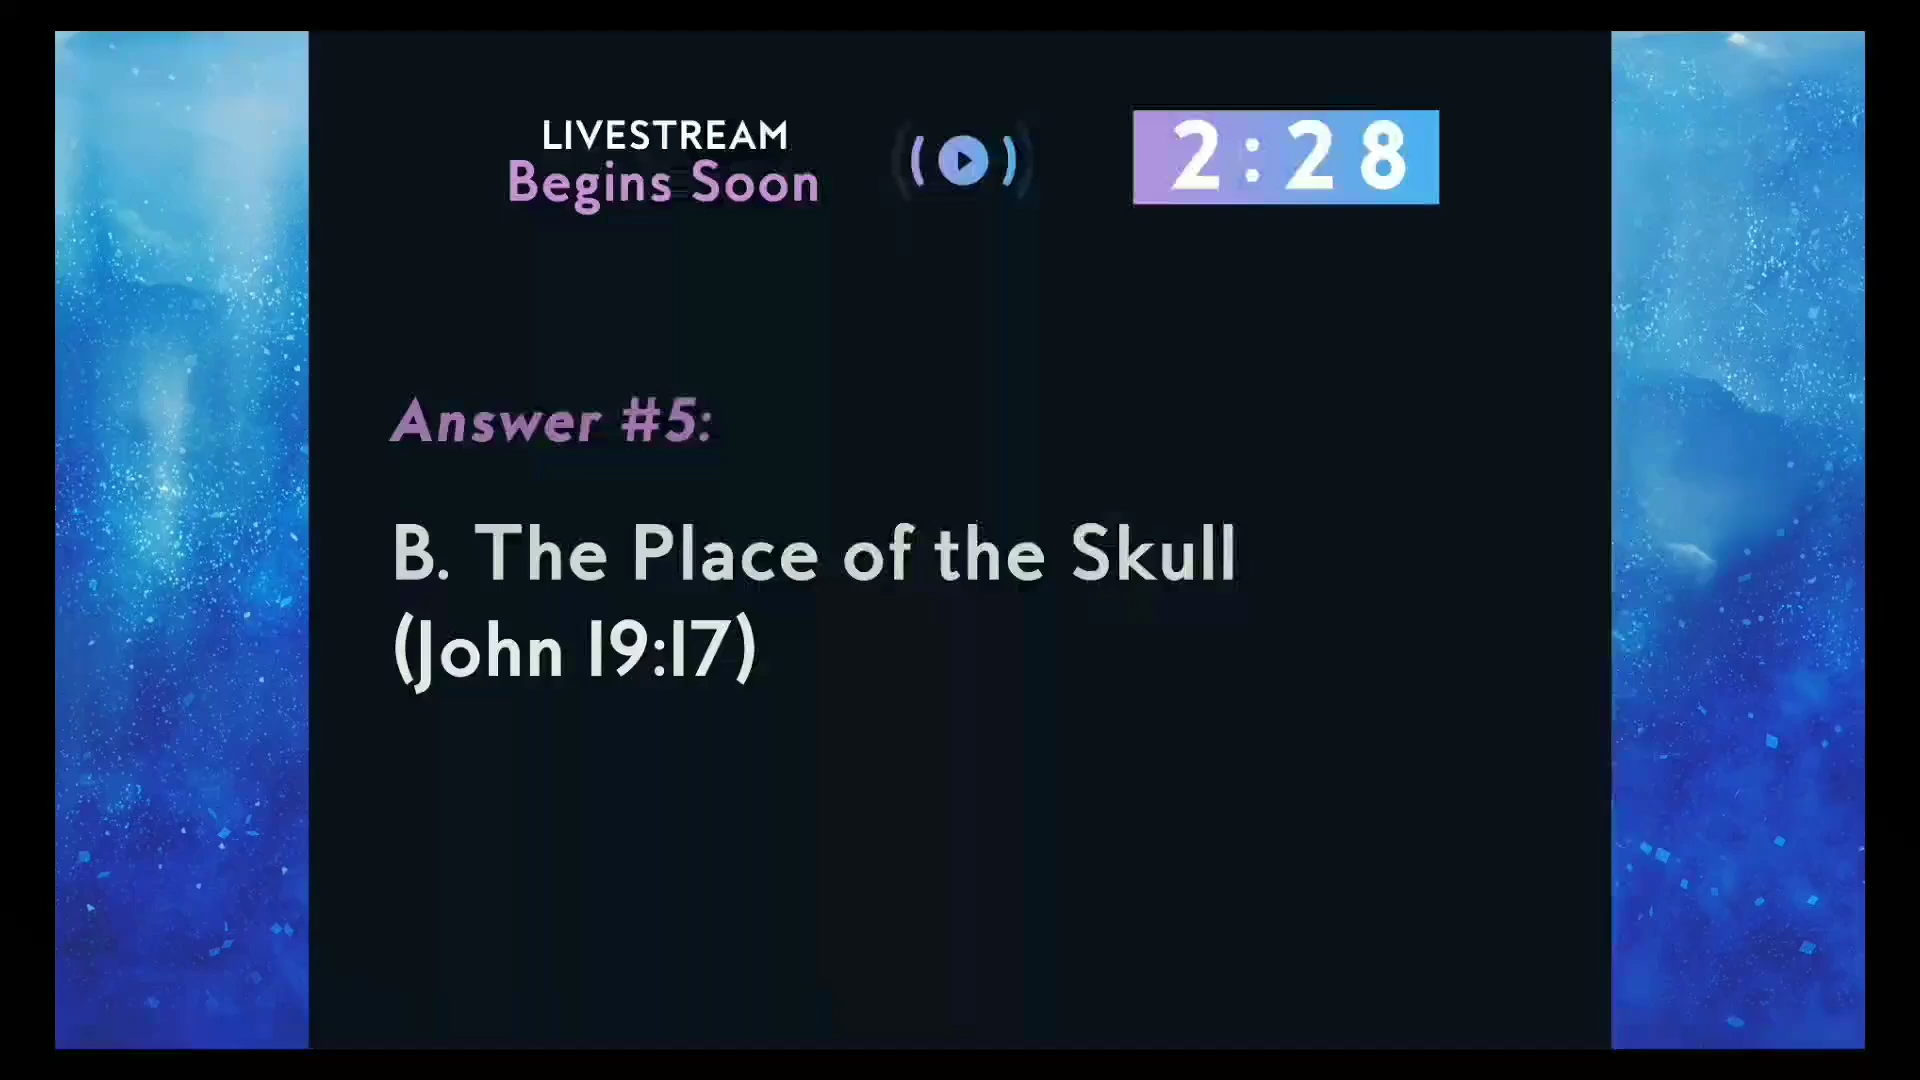 LIVESTREAM
Begins Soon
2:28
Answer #5:
B. The Place of the Skull
(John 19:17)